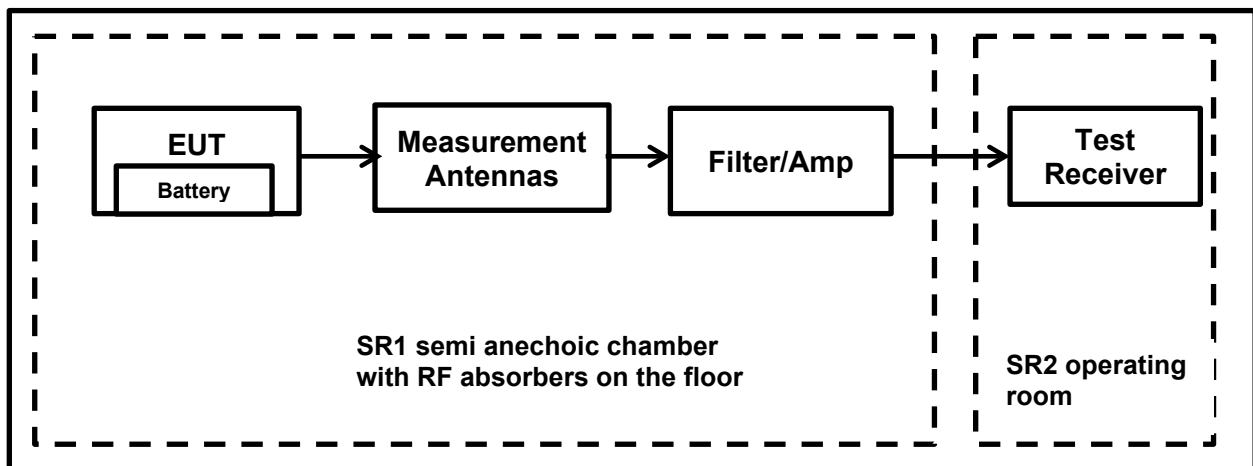 EUT
Battery
Measurement
Antennas
Filter/Amp
Test
Receiver
SR1 semi anechoic chamber
with RF absorbers on the floor
SR2 operating
room